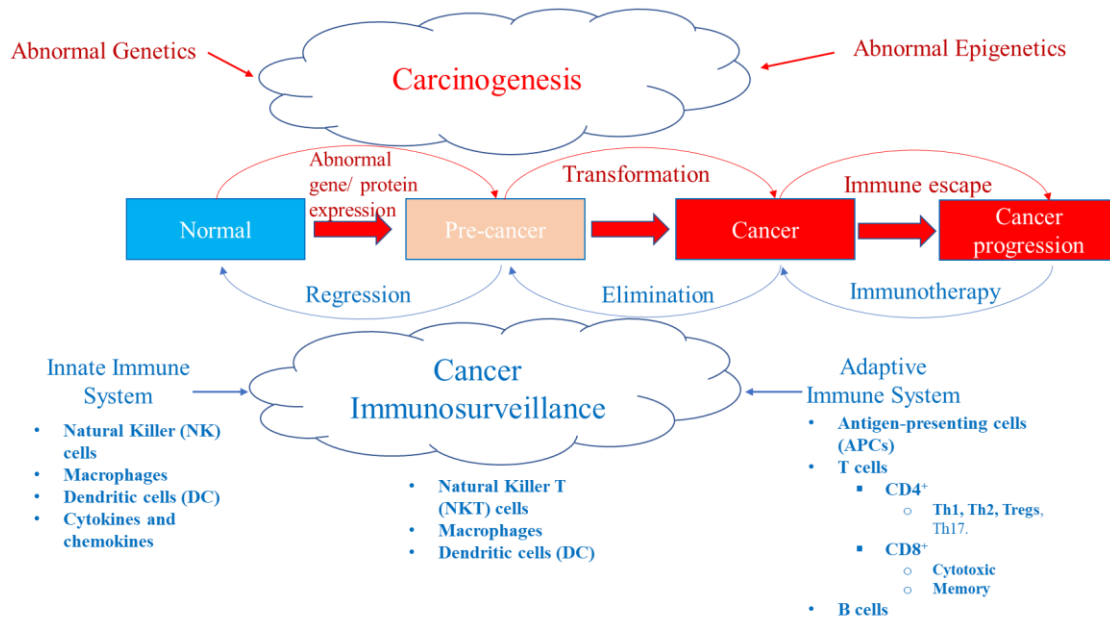 Abnormal Genetics
Abnormal Epigenetics
Carcinogenesis
Abnormal
gene/ protein
expression
Transformation
Immune escape
Normal
Pre-cancer
Cancer
Cancer
progression
Regression
Elimination
Immunotherapy
Innate Immune
System
• Natural Killer (NK)
cells
• Macrophages
• Dendritic cells (DC)
• Cytokines and
chemokines
Cancer
Immunosurveillance
• Natural Killer T
(NKT) cells
• Macrophages
• Dendritic cells (DC)
Adaptive
Immune System
• Antigen-presenting cells
(APCs)
• T cells
▪ CD4⁺
o Th1, Th2, Tregs,
Th17.
▪ CD8⁺
o Cytotoxic
o Memory
• B cells